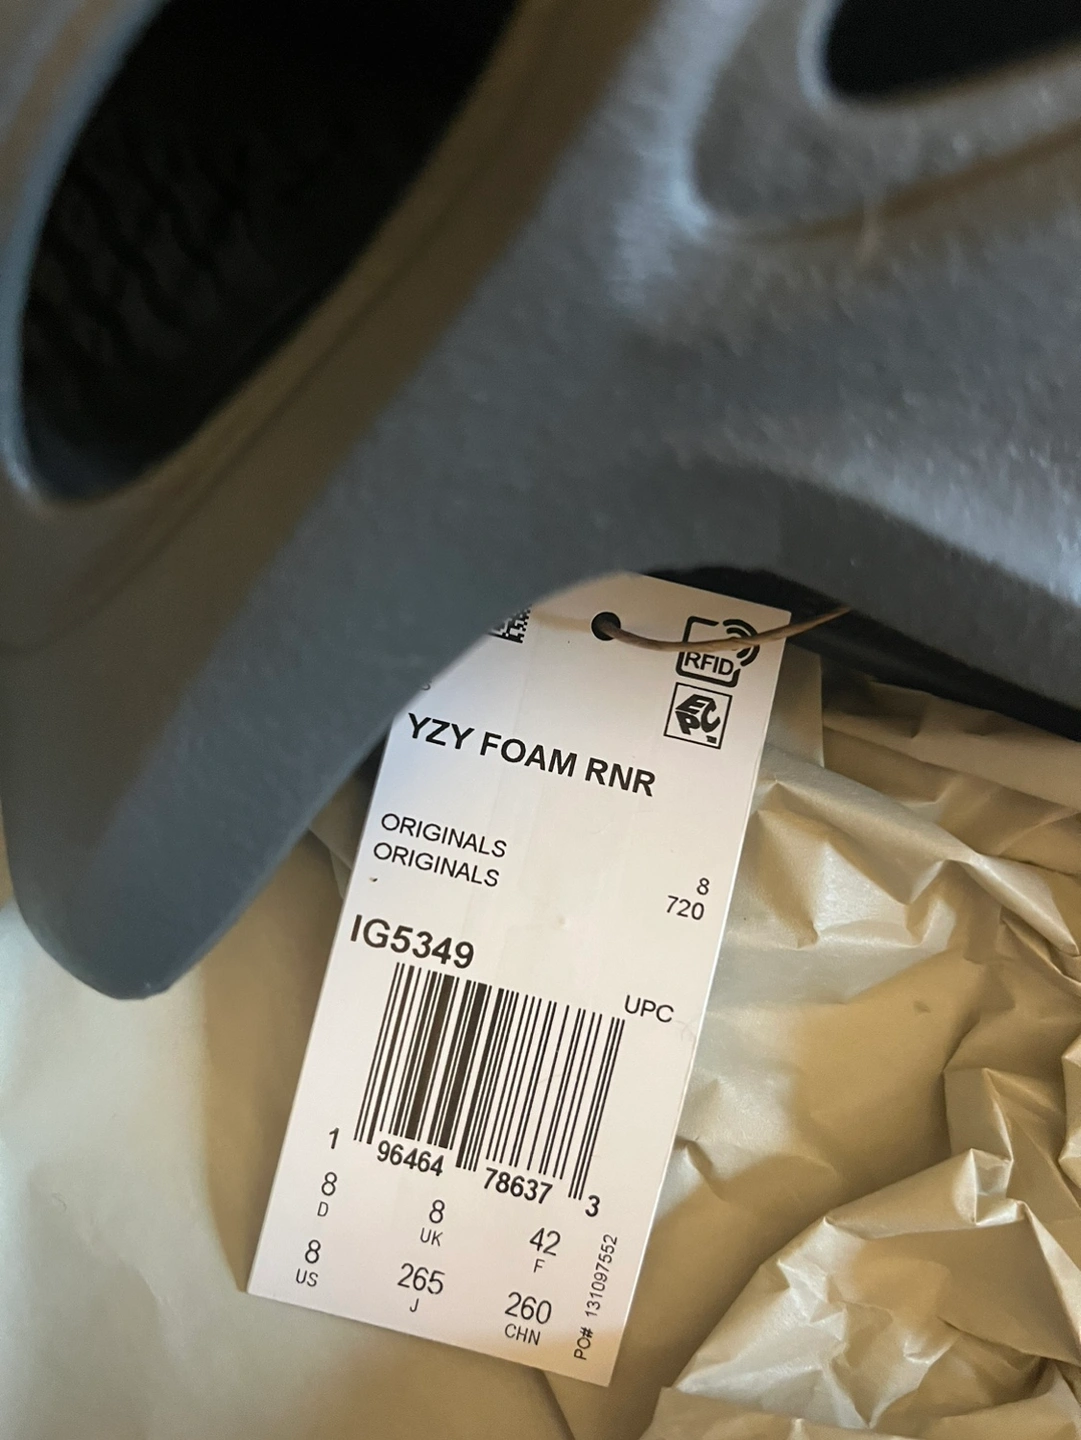 RFID
EPC
YZY FOAM RNR
ORIGINALS
ORIGINALS
8
720
IG5349
UPC
1 96464 78637 3
8 8 42
D UK F
8 265 260
US J CHN
PO# 131097552